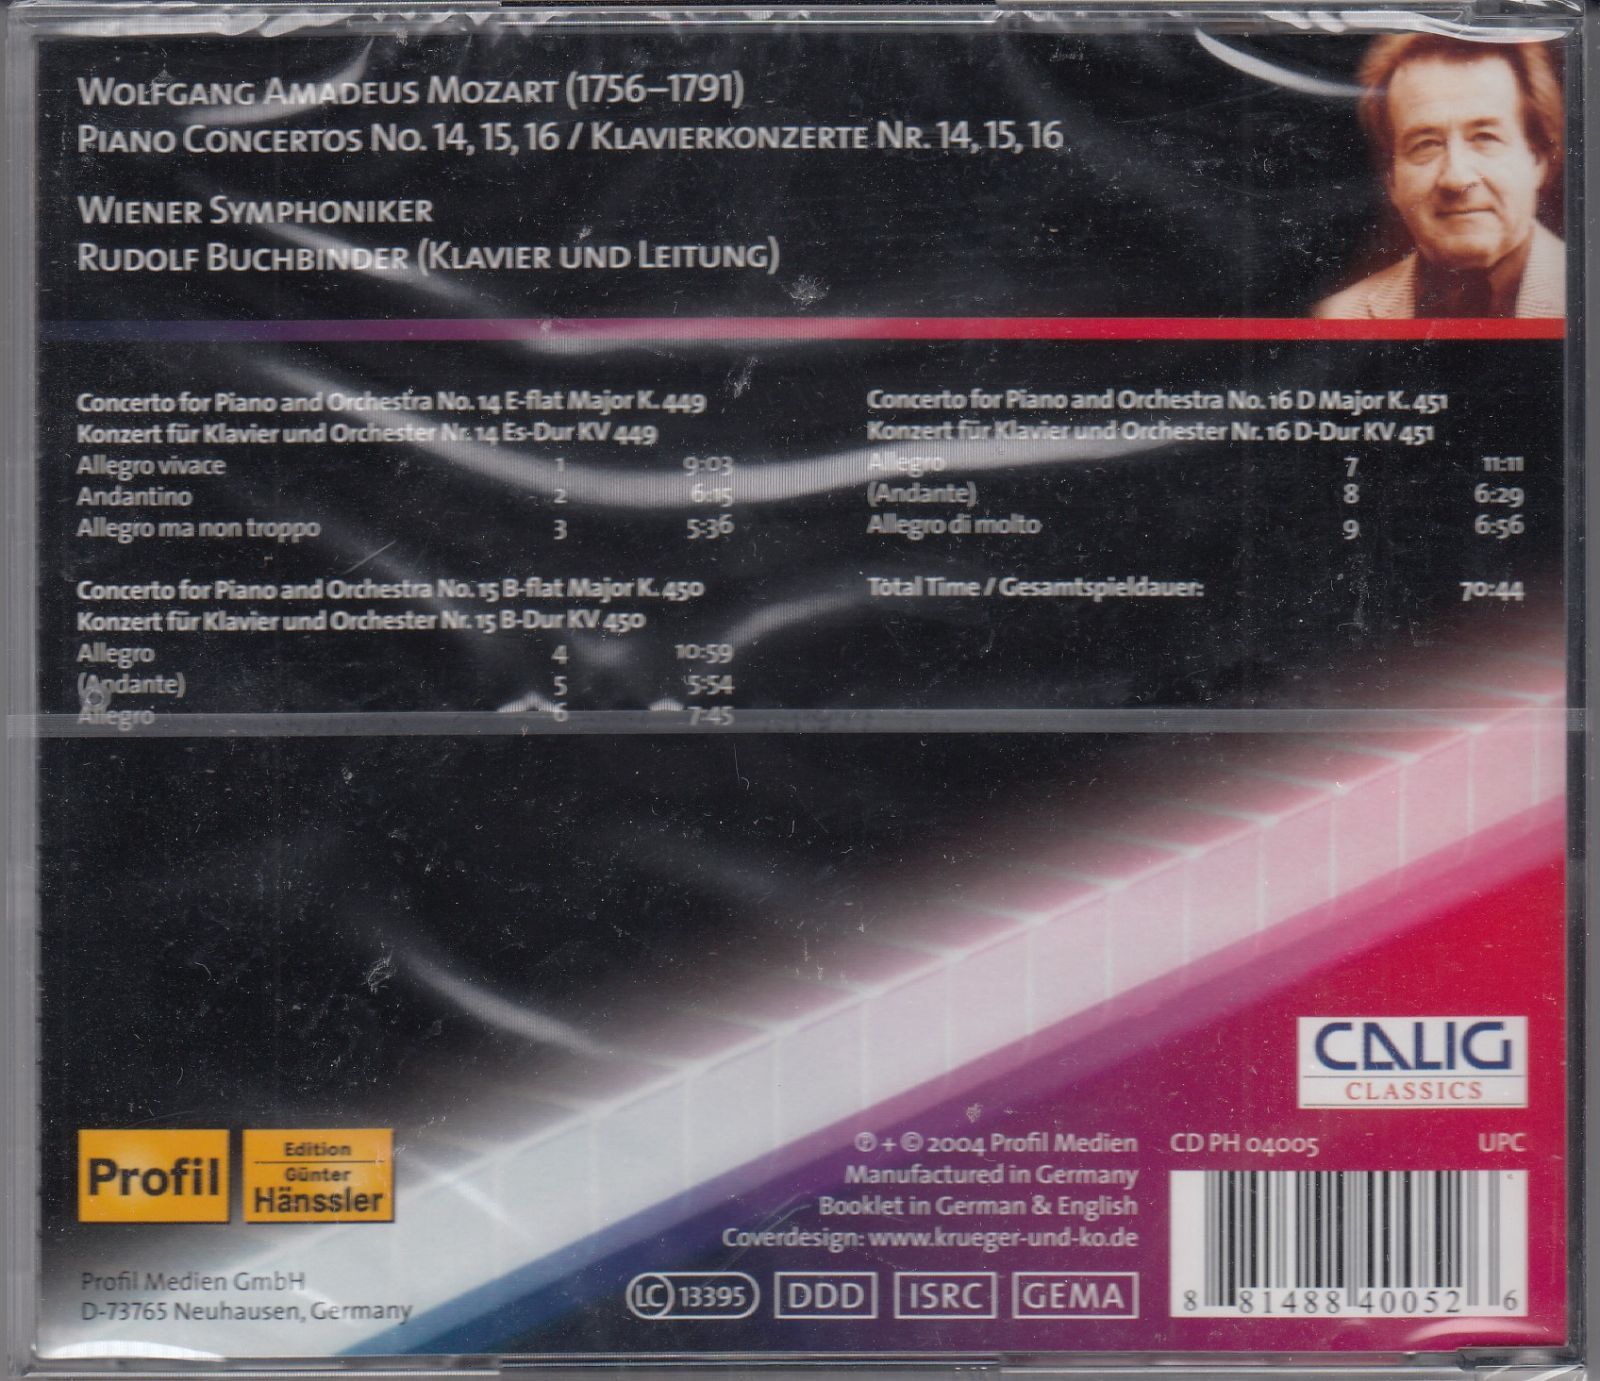 WOLFGANG AMADEUS MOZART (1756–1791)
PIANO CONCERTOS NO. 14, 15, 16 / KLAVIERKONZERTE NR. 14, 15, 16
WIENER SYMPHONIKER
RUDOLF BUCHBINDER (KLAVIER UND LEITUNG)
Concerto for Piano and Orchestra No. 14 E-flat Major K. 449
Konzert für Klavier und Orchester Nr. 14 Es-Dur KV 449
Allegro vivace 1 9:03
Andantino 2 6:15
Allegro ma non troppo 3 5:36
Concerto for Piano and Orchestra No. 15 B-flat Major K. 450
Konzert für Klavier und Orchester Nr. 15 B-Dur KV 450
Allegro 4 10:59
(Andante) 5 5:54
Allegro 6 7:45
Concerto for Piano and Orchestra No. 16 D Major K. 451
Konzert für Klavier und Orchester Nr. 16 D-Dur KV 451
Allegro 7 11:11
(Andante) 8 6:29
Allegro di molto 9 6:56
Total Time / Gesamtspieldauer: 70:44
CALIG
CLASSICS
Profil
Edition
Günter
Hänssler
Profil Medien GmbH
D-73765 Neuhausen, Germany
℗ + © 2004 Profil Medien
Manufactured in Germany
Booklet in German & English
Coverdesign: www.krueger-und-ko.de
LC 13395 DDD ISRC GEMA
CD PH 04005 UPC
8 81488 40052 6